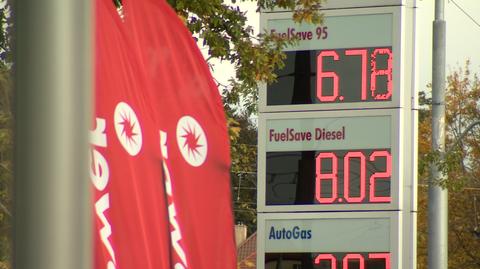 FuelSave 95
6.78
FuelSave Diesel
8.02
AutoGas